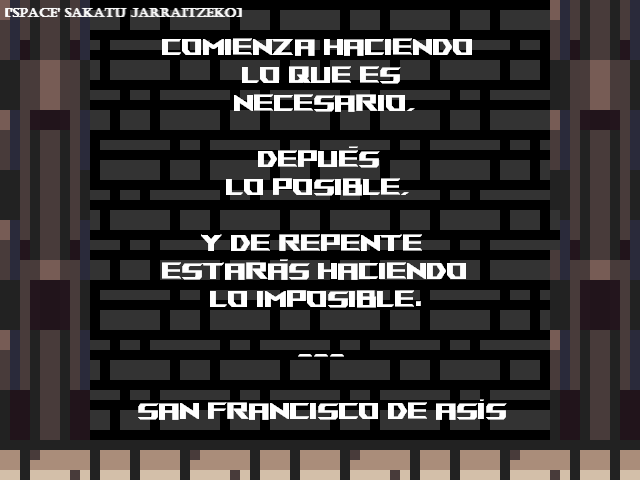 ['SPACE' SAKATU JARRAITZEKO]
COMIENZA HACIENDO
LO QUE ES
NECESARIO,
DEPUÉS
LO POSIBLE,
Y DE REPENTE
ESTARÁS HACIENDO
LO IMPOSIBLE.
---
SAN FRANCISCO DE ASÍS